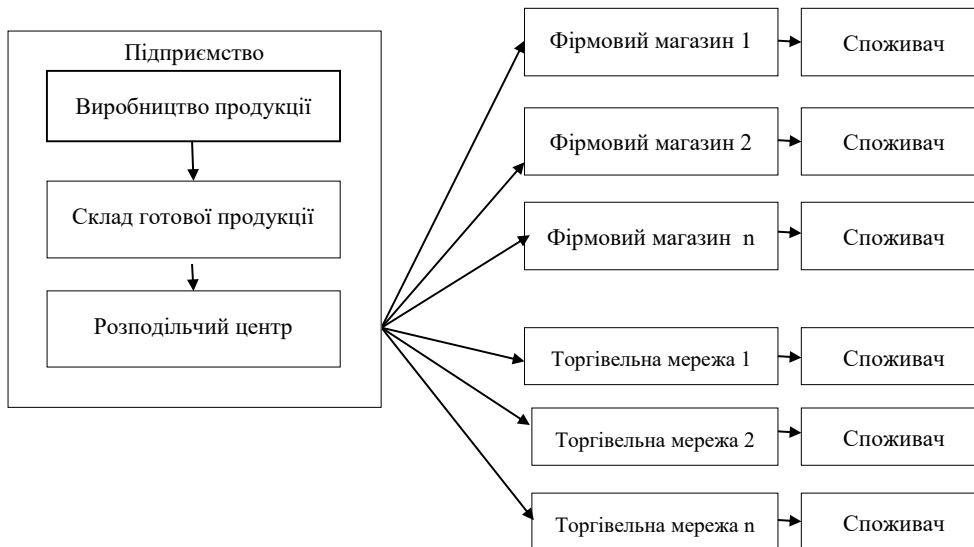 Підприємство
Виробництво продукції
Склад готової продукції
Розподільчий центр
Фірмовий магазин 1
Споживач
Фірмовий магазин 2
Споживач
Фірмовий магазин n
Споживач
Торгівельна мережа 1
Споживач
Торгівельна мережа 2
Споживач
Торгівельна мережа n
Споживач